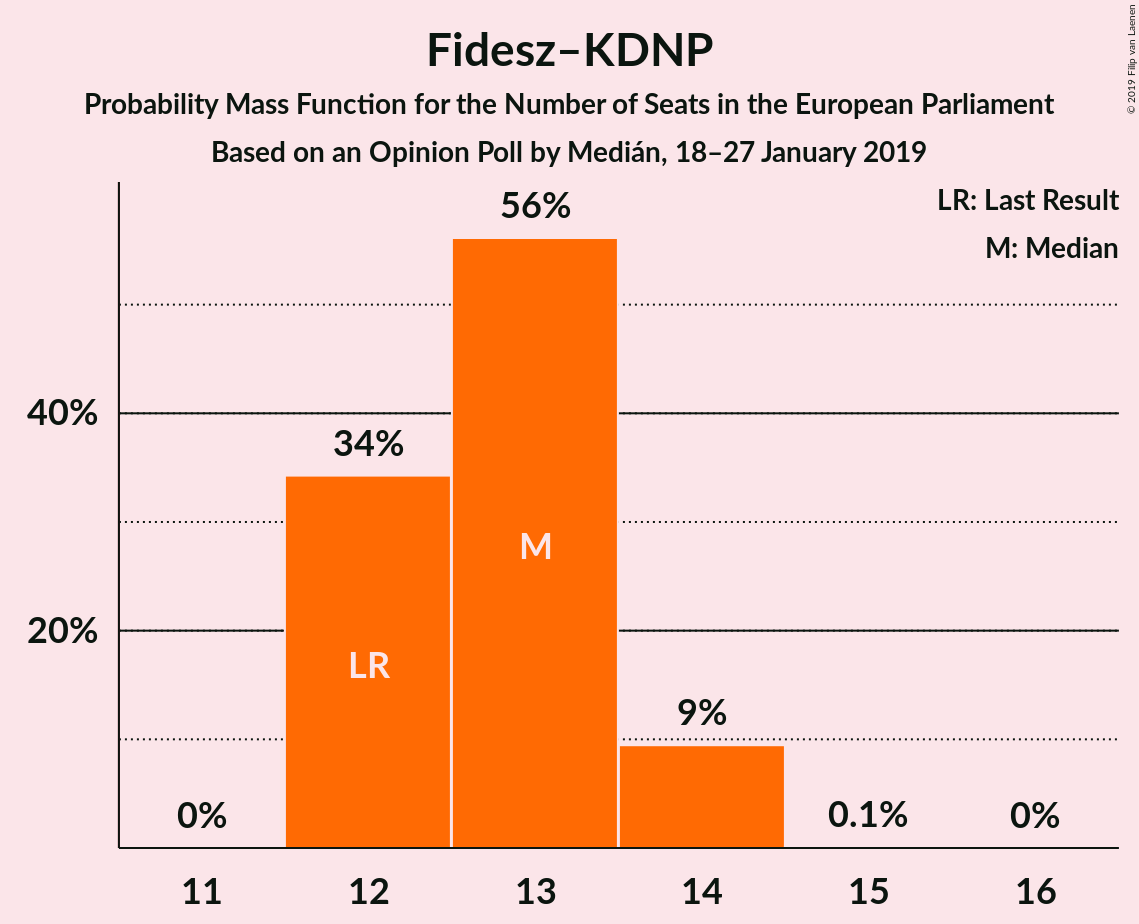 Fidesz–KDNP
Probability Mass Function for the Number of Seats in the European Parliament
Based on an Opinion Poll by Medián, 18–27 January 2019
© 2019 Filip van Laenen
LR: Last Result
M: Median
56%
40%
34%
M
20%
LR
9%
0%
0.1%
0%
11 12 13 14 15 16